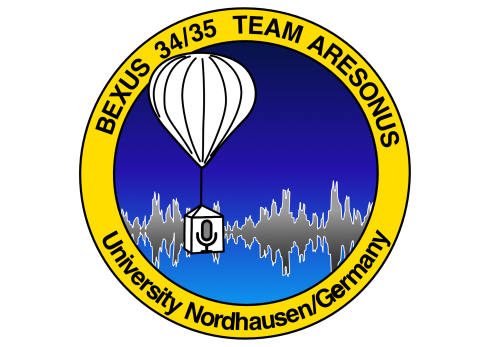 BEXUS 34/35 TEAM ARESONUS
University Nordhausen/Germany